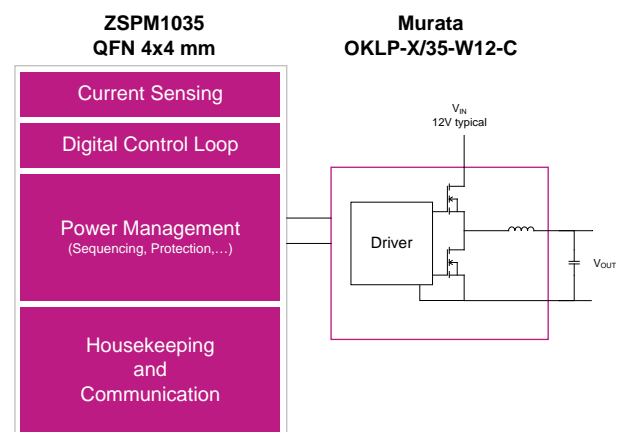 ZSPM1035
QFN 4x4 mm
Murata
OKLP-X/35-W12-C
Current Sensing
Digital Control Loop
Power Management
(Sequencing, Protection,…)
Housekeeping
and
Communication
VIN
12V typical
Driver
VOUT